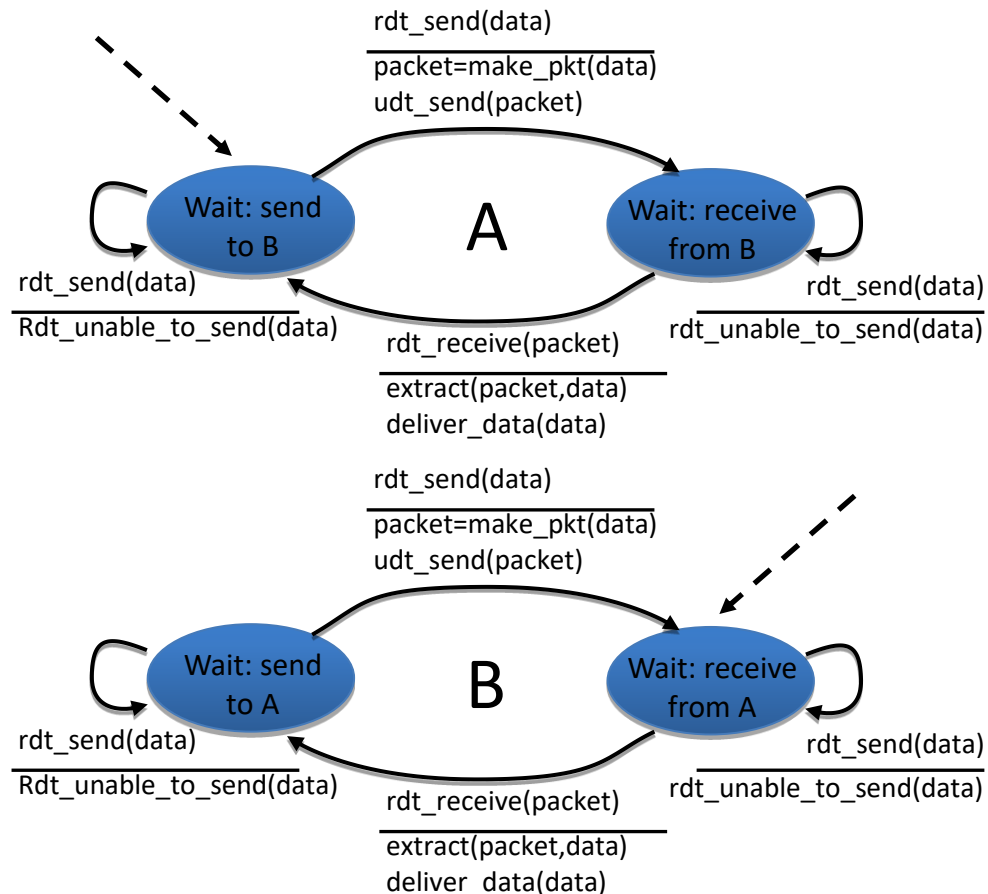 rdt_send(data)
packet=make_pkt(data)
udt_send(packet)
Wait: send
to B
A
Wait: receive
from B
rdt_send(data)
Rdt_unable_to_send(data)
rdt_send(data)
rdt_unable_to_send(data)
rdt_receive(packet)
extract(packet,data)
deliver_data(data)
rdt_send(data)
packet=make_pkt(data)
udt_send(packet)
Wait: send
to A
B
Wait: receive
from A
rdt_send(data)
Rdt_unable_to_send(data)
rdt_send(data)
rdt_unable_to_send(data)
rdt_receive(packet)
extract(packet,data)
deliver_data(data)